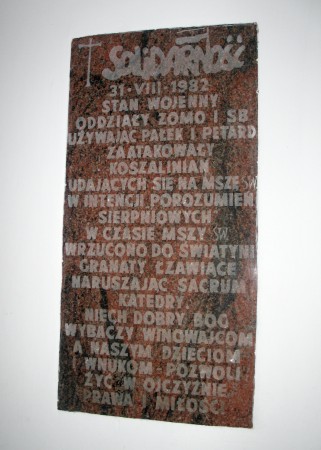 SOLIDARNOŚĆ
31·VIII·1982
STAN WOJENNY
ODDZIAŁY ZOMO I SB
UŻYWAJĄC PAŁEK I PETARD
ZAATAKOWAŁY
KOSZALINIAN
UDAJĄCYCH SIĘ NA MSZĘ ŚW
W INTENCJI POROZUMIEŃ
SIERPNIOWYCH
W CZASIE MSZY ŚW
WRZUCONO DO ŚWIĄTYNI
GRANATY ŁZAWIĄCE
NARUSZAJĄC SACRUM
KATEDRY
NIECH DOBRY BÓG
WYBACZY WINOWAJCOM
A NASZYM DZIECIOM
WNUKOM - POZWOLI
ŻYĆ W OJCZYŹNIE
PRAWA I MIŁOŚCI